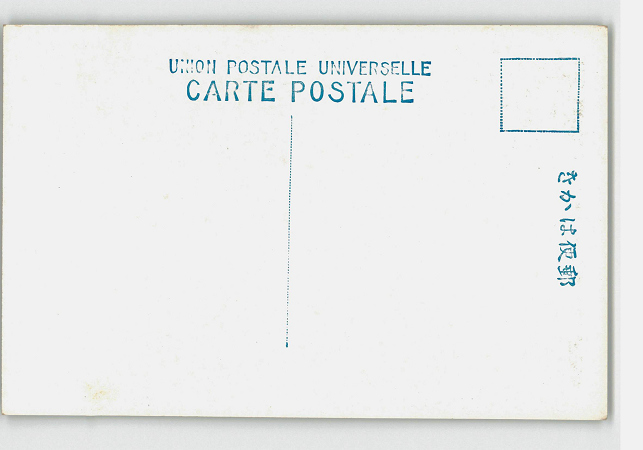 UNION POSTALE UNIVERSELLE
CARTE POSTALE
きかは便郵